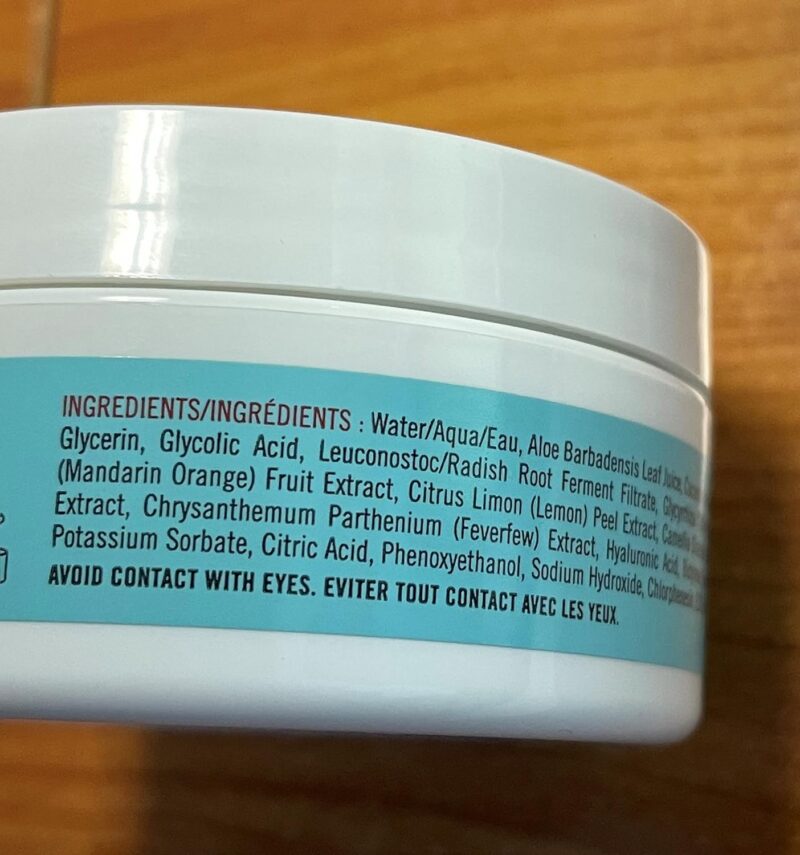 INGREDIENTS/INGRÉDIENTS : Water/Aqua/Eau, Aloe Barbadensis Leaf Juice,
Glycerin, Glycolic Acid, Leuconostoc/Radish Root Ferment Filtrate,
(Mandarin Orange) Fruit Extract, Citrus Limon (Lemon) Peel Extract, Camellia
Extract, Chrysanthemum Parthenium (Feverfew) Extract, Hyaluronic Acid,
Potassium Sorbate, Citric Acid, Phenoxyethanol, Sodium Hydroxide, Chlorphenesin,
AVOID CONTACT WITH EYES. EVITER TOUT CONTACT AVEC LES YEUX.